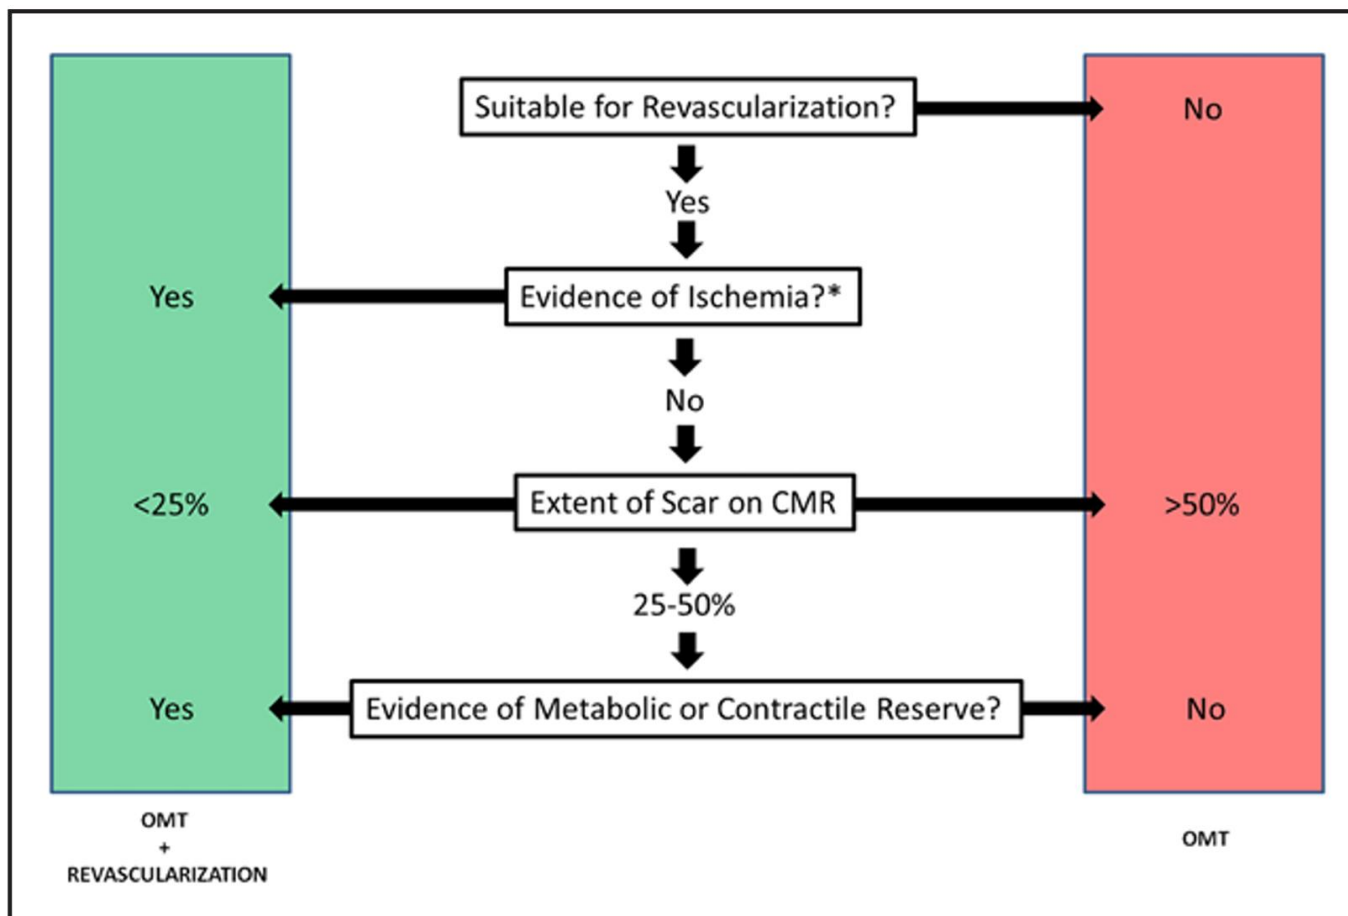 Suitable for Revascularization?
No
Yes
Yes
Evidence of Ischemia?*
No
<25%
Extent of Scar on CMR
>50%
25-50%
Yes
Evidence of Metabolic or Contractile Reserve?
No
OMT
+
REVASCULARIZATION
OMT